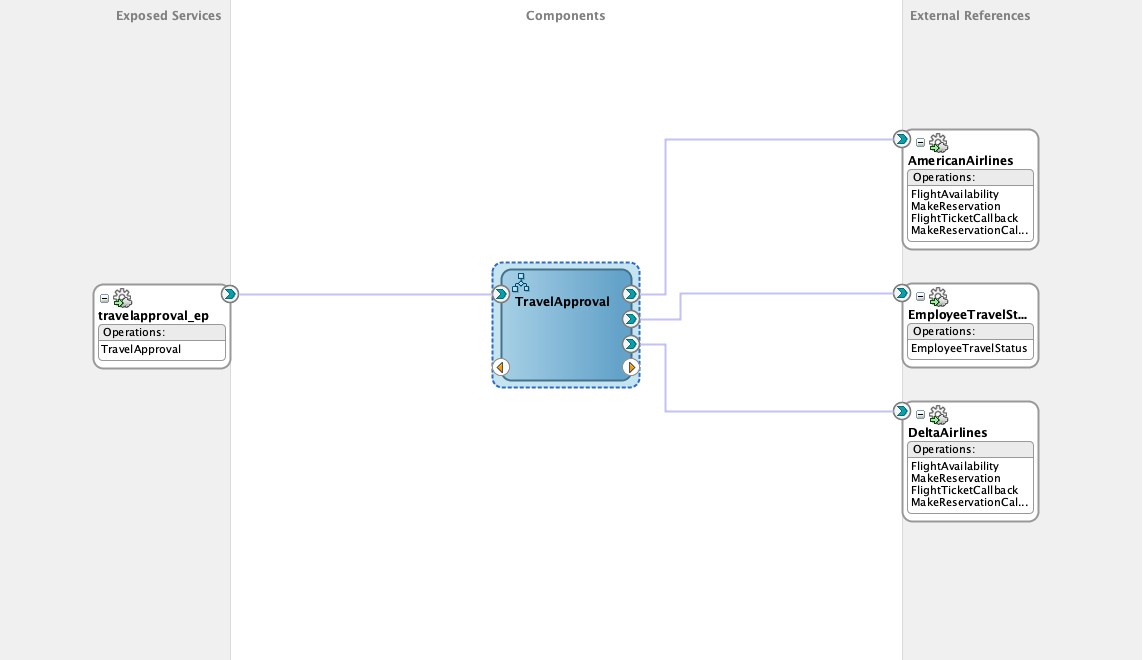 Exposed Services
Components
External References
travelapproval_ep
Operations:
TravelApproval
TravelApproval
AmericanAirlines
Operations:
FlightAvailability
MakeReservation
FlightTicketCallback
MakeReservationCal...
EmployeeTravelSt...
Operations:
EmployeeTravelStatus
DeltaAirlines
Operations:
FlightAvailability
MakeReservation
FlightTicketCallback
MakeReservationCal...